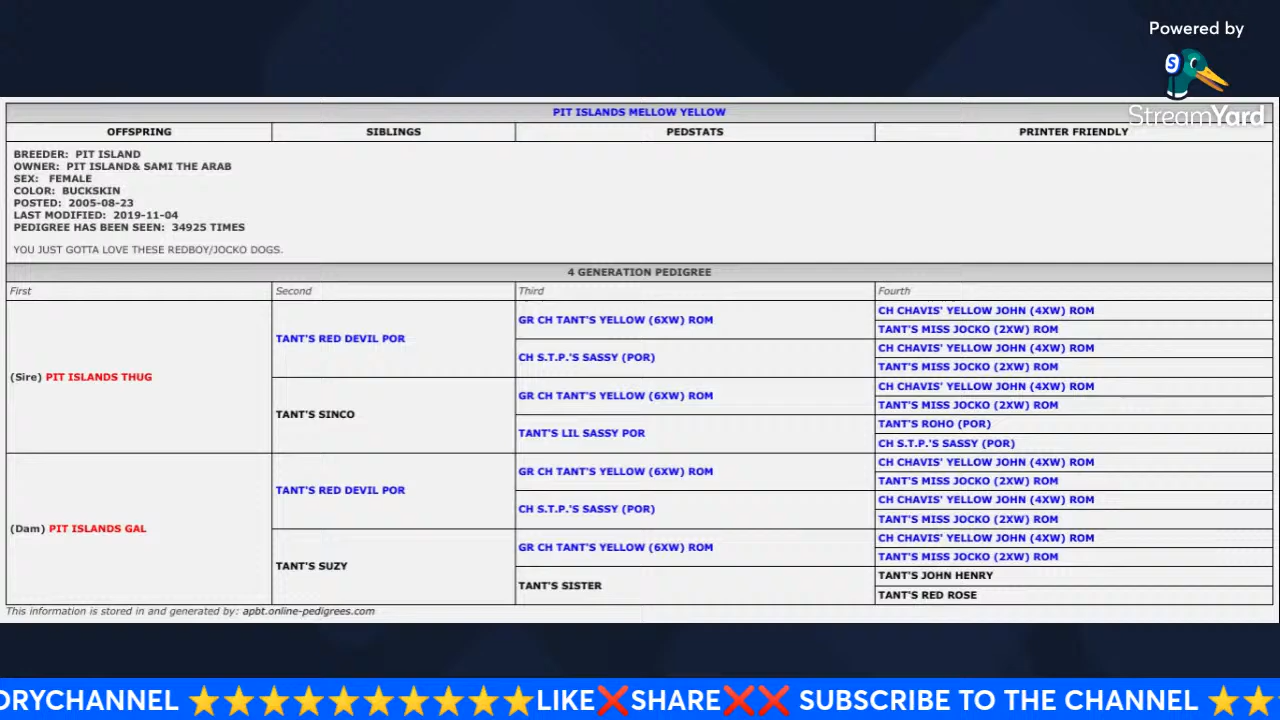 Powered by
S
StreamYard
PIT ISLANDS MELLOW YELLOW
OFFSPRING SIBLINGS PEDSTATS PRINTER FRIENDLY
BREEDER: PIT ISLAND
OWNER: PIT ISLAND& SAMI THE ARAB
SEX: FEMALE
COLOR: BUCKSKIN
POSTED: 2005-08-23
LAST MODIFIED: 2019-11-04
PEDIGREE HAS BEEN SEEN: 34925 TIMES
YOU JUST GOTTA LOVE THESE REDBOY/JOCKO DOGS.
4 GENERATION PEDIGREE
First Second Third Fourth
(Sire) PIT ISLANDS THUG
TANT'S RED DEVIL POR
GR CH TANT'S YELLOW (6XW) ROM
CH CHAVIS' YELLOW JOHN (4XW) ROM
TANT'S MISS JOCKO (2XW) ROM
CH S.T.P.'S SASSY (POR)
CH CHAVIS' YELLOW JOHN (4XW) ROM
TANT'S MISS JOCKO (2XW) ROM
TANT'S SINCO
GR CH TANT'S YELLOW (6XW) ROM
CH CHAVIS' YELLOW JOHN (4XW) ROM
TANT'S MISS JOCKO (2XW) ROM
TANT'S LIL SASSY POR
TANT'S ROHO (POR)
CH S.T.P.'S SASSY (POR)
(Dam) PIT ISLANDS GAL
TANT'S RED DEVIL POR
GR CH TANT'S YELLOW (6XW) ROM
CH CHAVIS' YELLOW JOHN (4XW) ROM
TANT'S MISS JOCKO (2XW) ROM
CH S.T.P.'S SASSY (POR)
CH CHAVIS' YELLOW JOHN (4XW) ROM
TANT'S MISS JOCKO (2XW) ROM
TANT'S SUZY
GR CH TANT'S YELLOW (6XW) ROM
CH CHAVIS' YELLOW JOHN (4XW) ROM
TANT'S MISS JOCKO (2XW) ROM
TANT'S SISTER
TANT'S JOHN HENRY
TANT'S RED ROSE
This information is stored in and generated by: apbt.online-pedigrees.com
ORYCHANNEL ⭐⭐⭐⭐⭐⭐⭐⭐⭐⭐⭐LIKE❌SHARE❌❌ SUBSCRIBE TO THE CHANNEL ⭐⭐